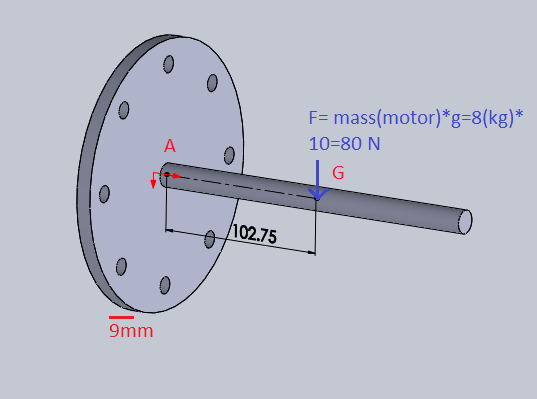 F= mass(motor)*g=8(kg)*
10=80 N
A
G
102.75
9mm